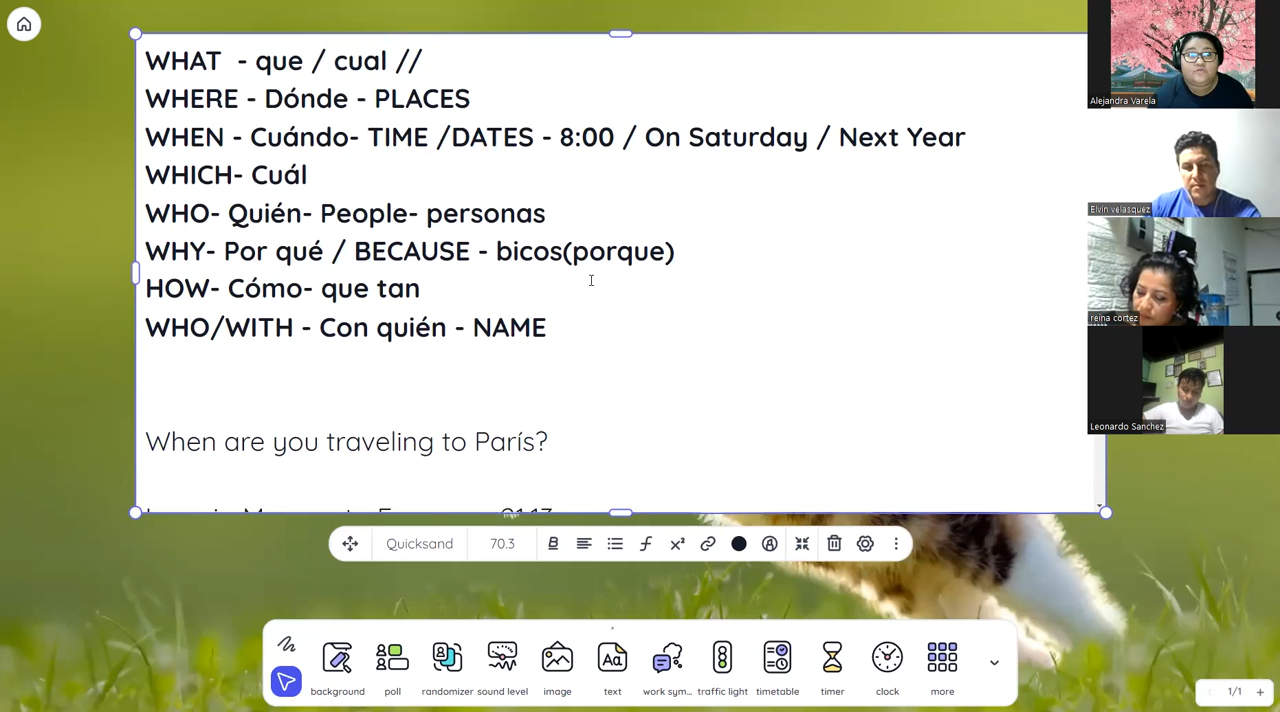 WHAT - que / cual //
WHERE - Dónde - PLACES
WHEN - Cuándo- TIME /DATES - 8:00 / On Saturday / Next Year
WHICH- Cuál
WHO- Quién- People- personas
WHY- Por qué / BECAUSE - bicos(porque)
HOW- Cómo- que tan
WHO/WITH - Con quién - NAME
When are you traveling to París?
Alejandra Varela
Elvin velasquez
reina cortez
Leonardo Sanchez
Quicksand
70.3
B
background
poll
randomizer
sound level
image
Aa
text
work sym...
traffic light
timetable
timer
clock
more
1/1